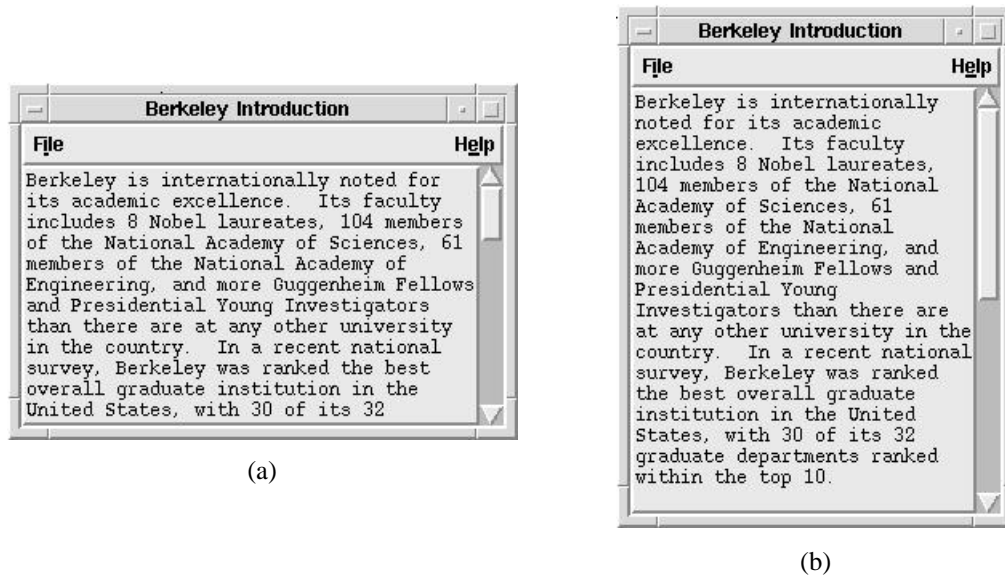 Berkeley Introduction
File Help
Berkeley is internationally noted for
its academic excellence.  Its faculty
includes 8 Nobel laureates, 104 members
of the National Academy of Sciences, 61
members of the National Academy of
Engineering, and more Guggenheim Fellows
and Presidential Young Investigators
than there are at any other university
in the country.  In a recent national
survey, Berkeley was ranked the best
overall graduate institution in the
United States, with 30 of its 32
(a)
Berkeley Introduction
File Help
Berkeley is internationally
noted for its academic
excellence.  Its faculty
includes 8 Nobel laureates,
104 members of the National
Academy of Sciences, 61
members of the National
Academy of Engineering, and
more Guggenheim Fellows and
Presidential Young
Investigators than there are
at any other university in the
country.  In a recent national
survey, Berkeley was ranked
the best overall graduate
institution in the United
States, with 30 of its 32
graduate departments ranked
within the top 10.
(b)